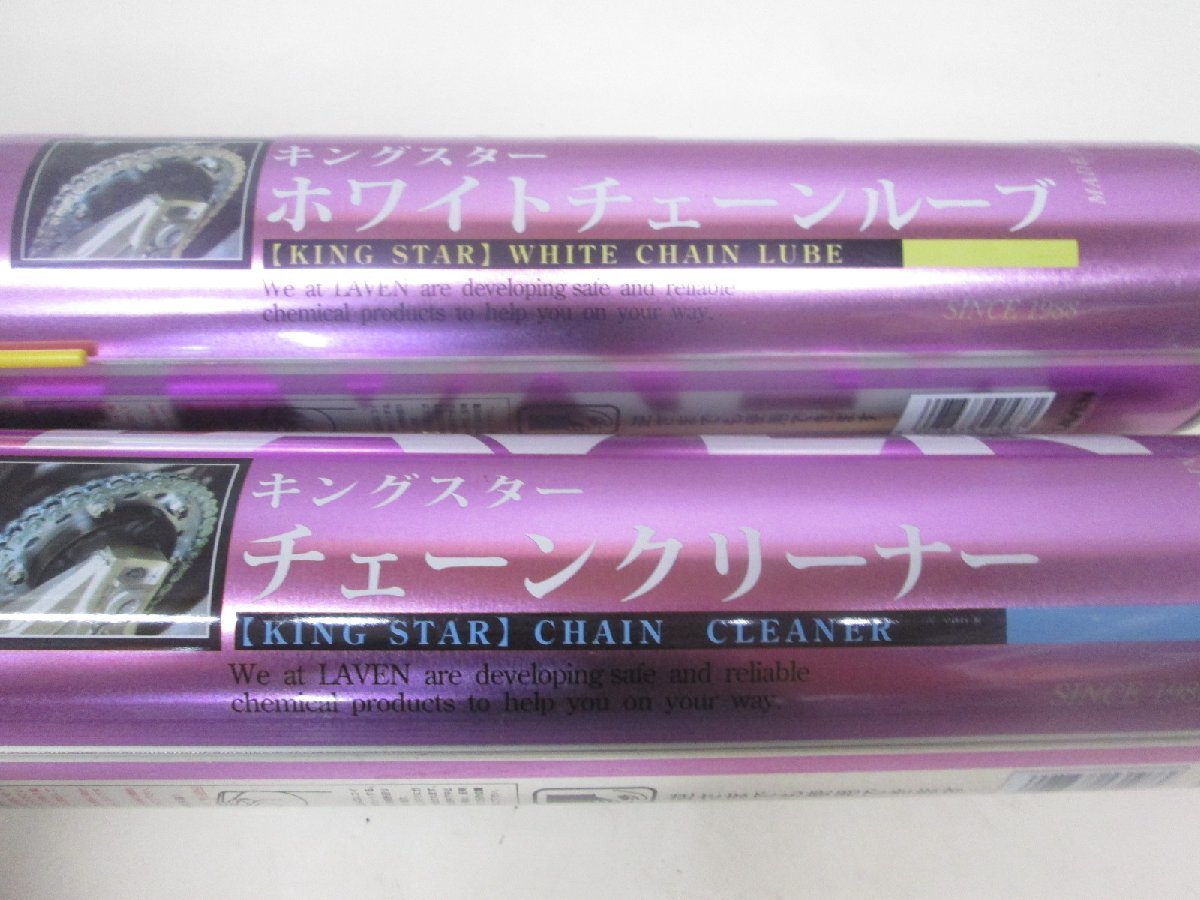 キングスター
ホワイトチェーンルーブ
【KING STAR】WHITE CHAIN LUBE
We at LAVEN are developing safe and reliable
chemical products to help you on your way.
MADE
SINCE 1988
キングスター
チェーンクリーナー
【KING STAR】CHAIN CLEANER
We at LAVEN are developing safe and reliable
chemical products to help you on your way.
SINCE 198